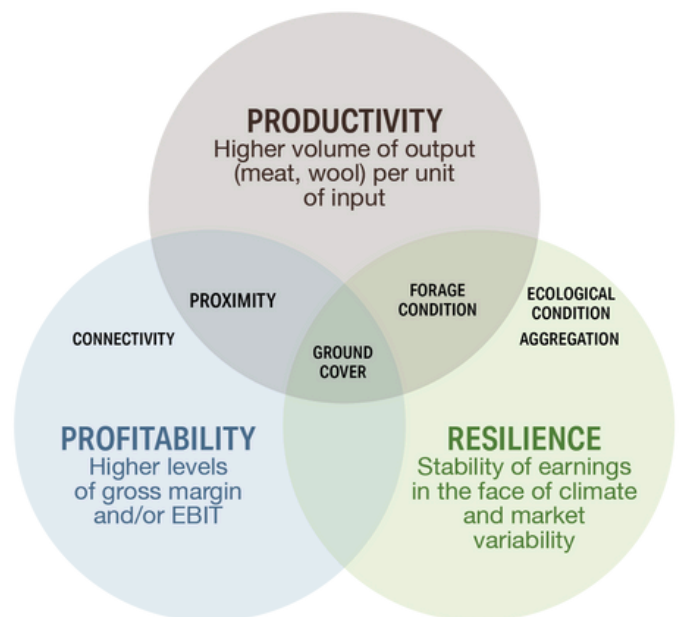 PRODUCTIVITY
Higher volume of output
(meat, wool) per unit
of input
PROXIMITY
CONNECTIVITY
FORAGE
CONDITION
ECOLOGICAL
CONDITION
AGGREGATION
GROUND
COVER
PROFITABILITY
Higher levels
of gross margin
and/or EBIT
RESILIENCE
Stability of earnings
in the face of climate
and market
variability